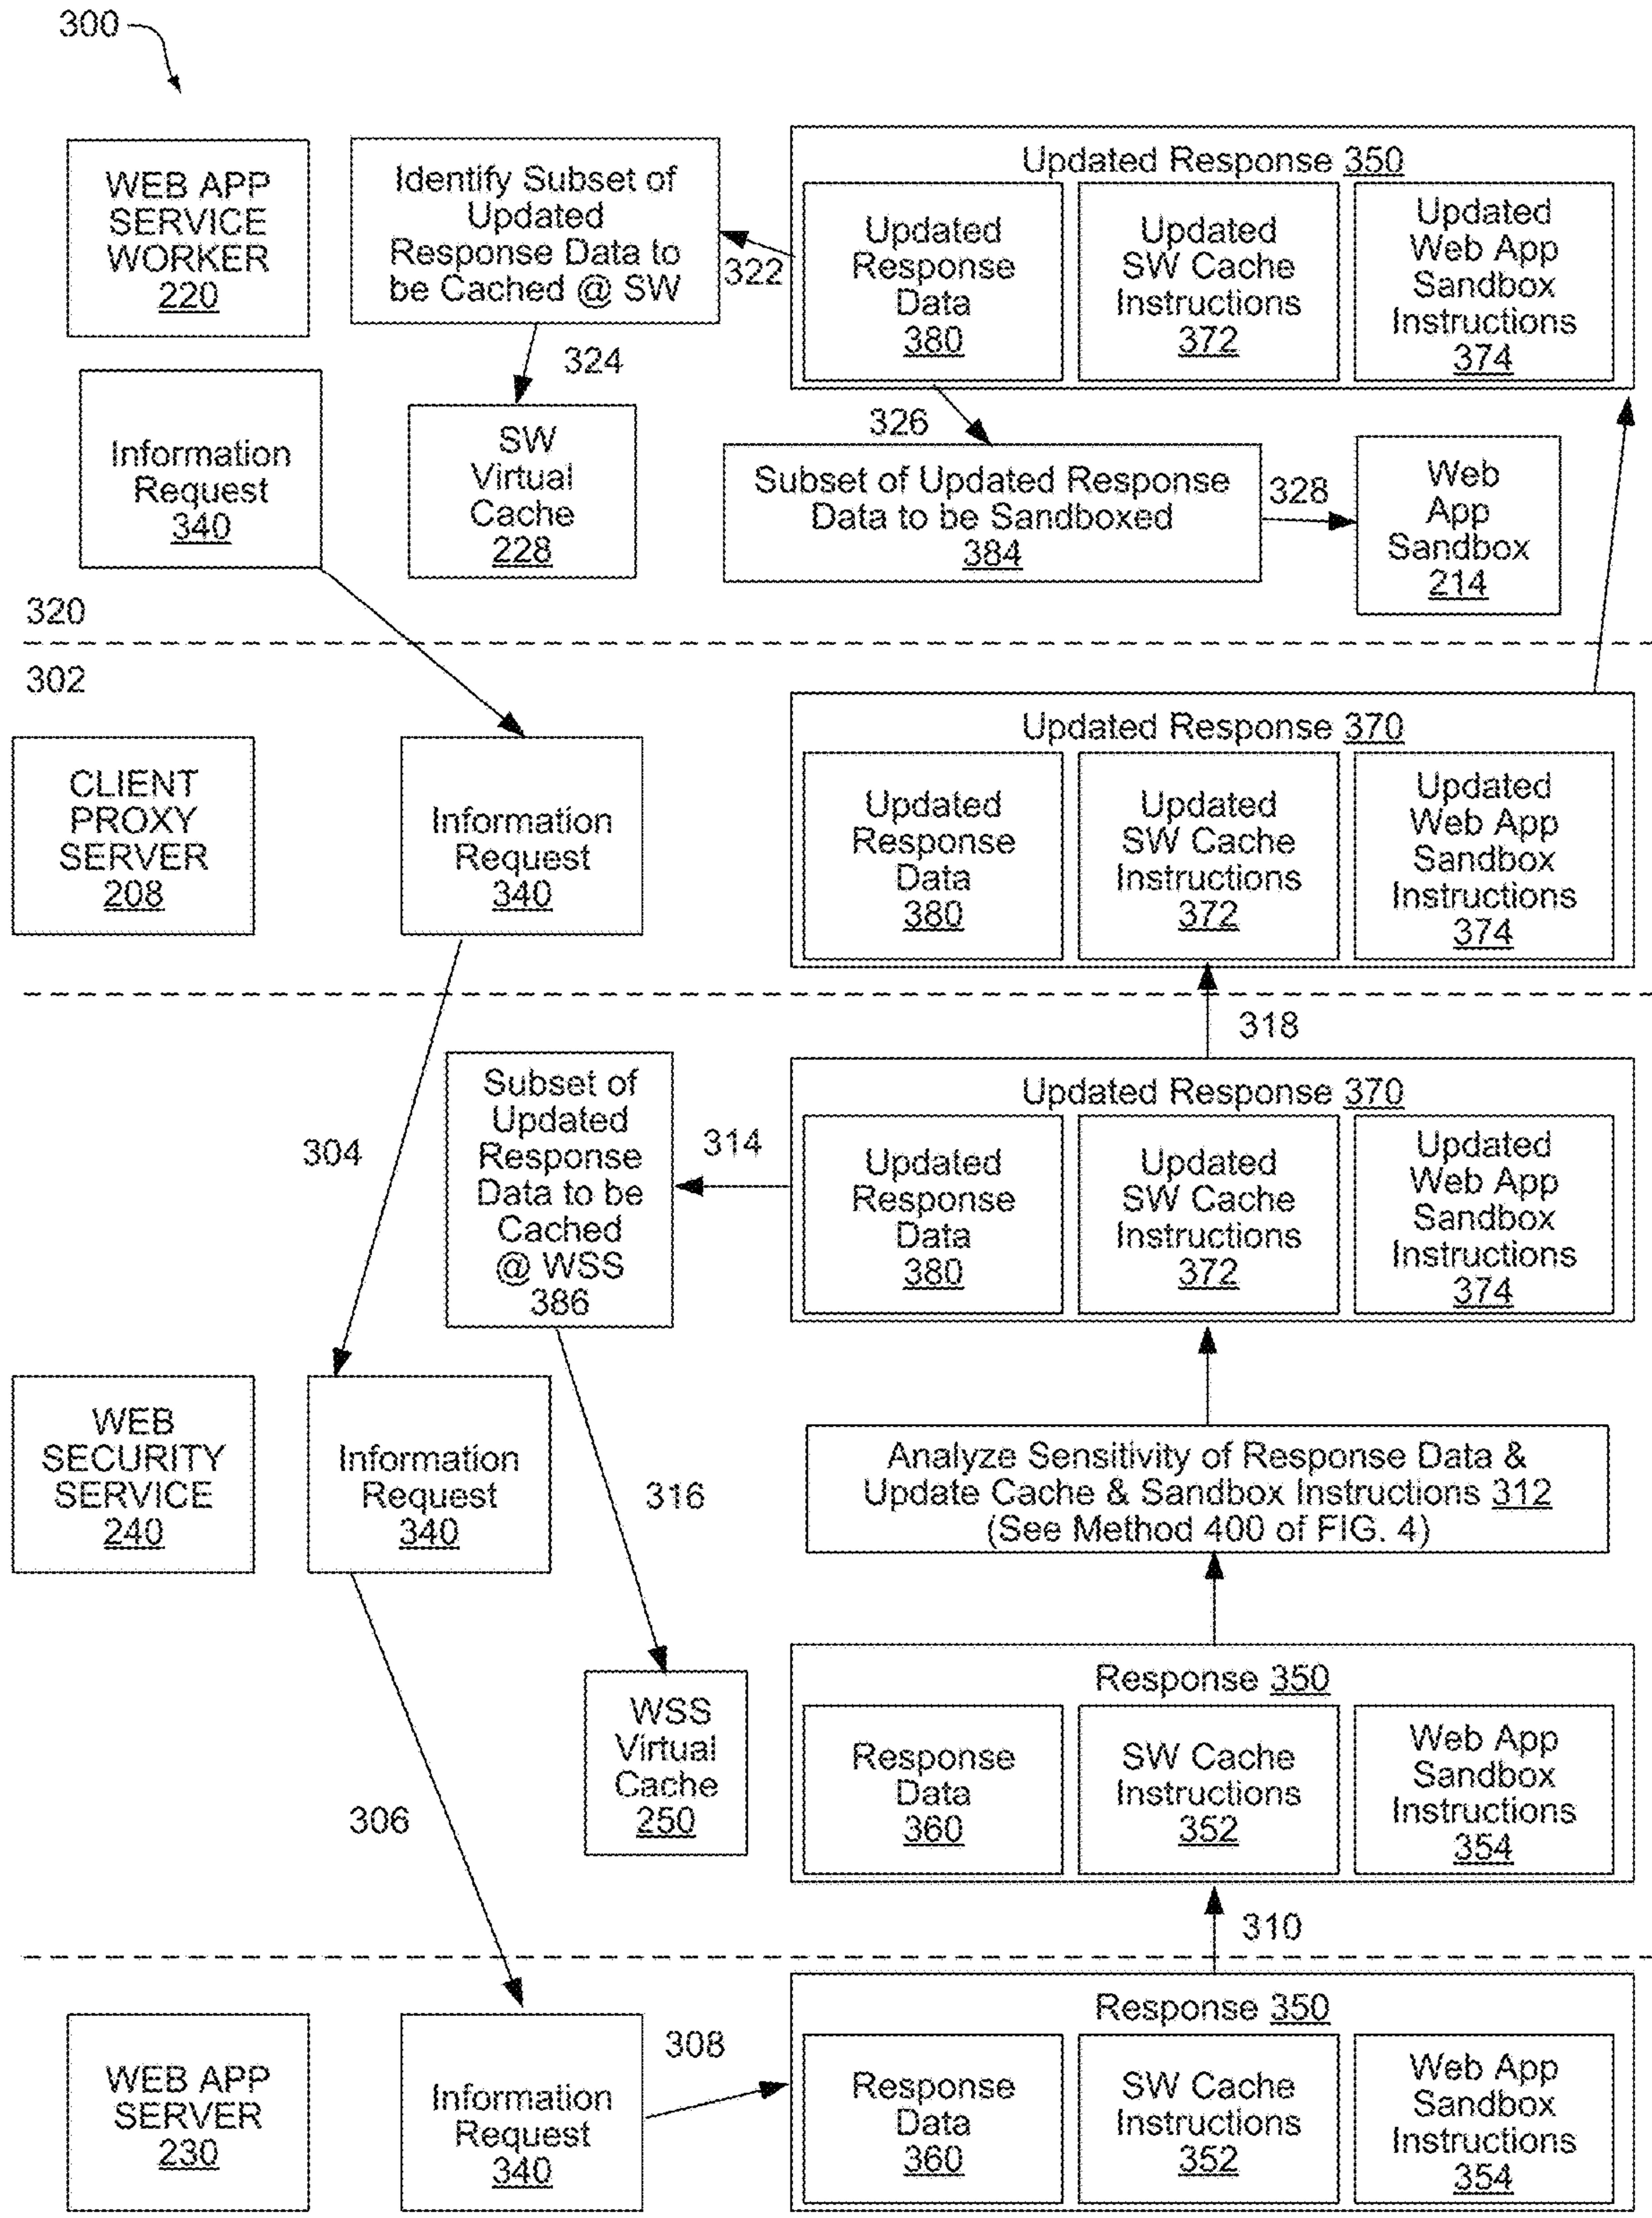 300
WEB APP
SERVICE
WORKER
220
Identify Subset of
Updated
Response Data to
be Cached @ SW
322
Updated Response 350
Updated
Response
Data
380
Updated
SW Cache
Instructions
372
Updated
Web App
Sandbox
Instructions
374
324
Information
Request
340
SW
Virtual
Cache
228
326
Subset of Updated Response
Data to be Sandboxed
384
328
Web
App
Sandbox
214
320
302
CLIENT
PROXY
SERVER
208
Information
Request
340
Updated Response 370
Updated
Response
Data
380
Updated
SW Cache
Instructions
372
Updated
Web App
Sandbox
Instructions
374
318
304
Subset of
Updated
Response
Data to be
Cached
@ WSS
386
314
Updated Response 370
Updated
Response
Data
380
Updated
SW Cache
Instructions
372
Updated
Web App
Sandbox
Instructions
374
WEB
SECURITY
SERVICE
240
Information
Request
340
316
Analyze Sensitivity of Response Data &
Update Cache & Sandbox Instructions 312
(See Method 400 of FIG. 4)
306
WSS
Virtual
Cache
250
Response 350
Response
Data
360
SW Cache
Instructions
352
Web App
Sandbox
Instructions
354
310
WEB APP
SERVER
230
Information
Request
340
308
Response 350
Response
Data
360
SW Cache
Instructions
352
Web App
Sandbox
Instructions
354